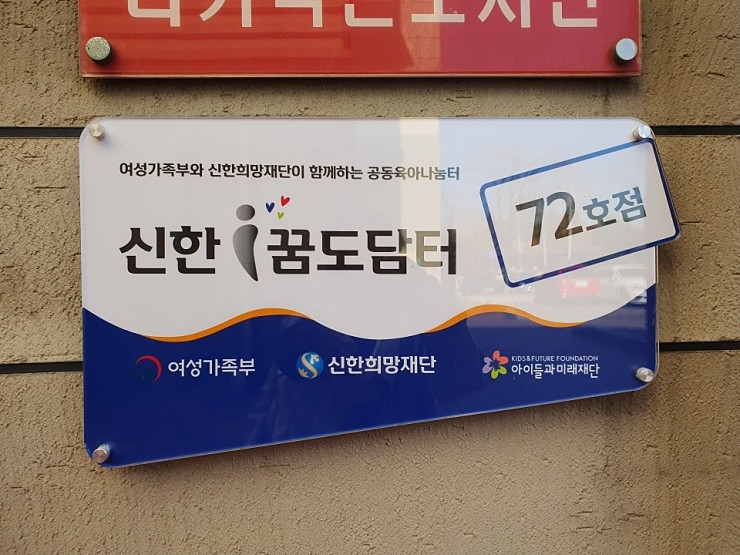 여성가족부와 신한희망재단이 함께하는 공동육아나눔터
72호점
신한 i 꿈도담터
여성가족부
신한희망재단
KIDS&FUTURE FOUNDATION
아이들과미래재단